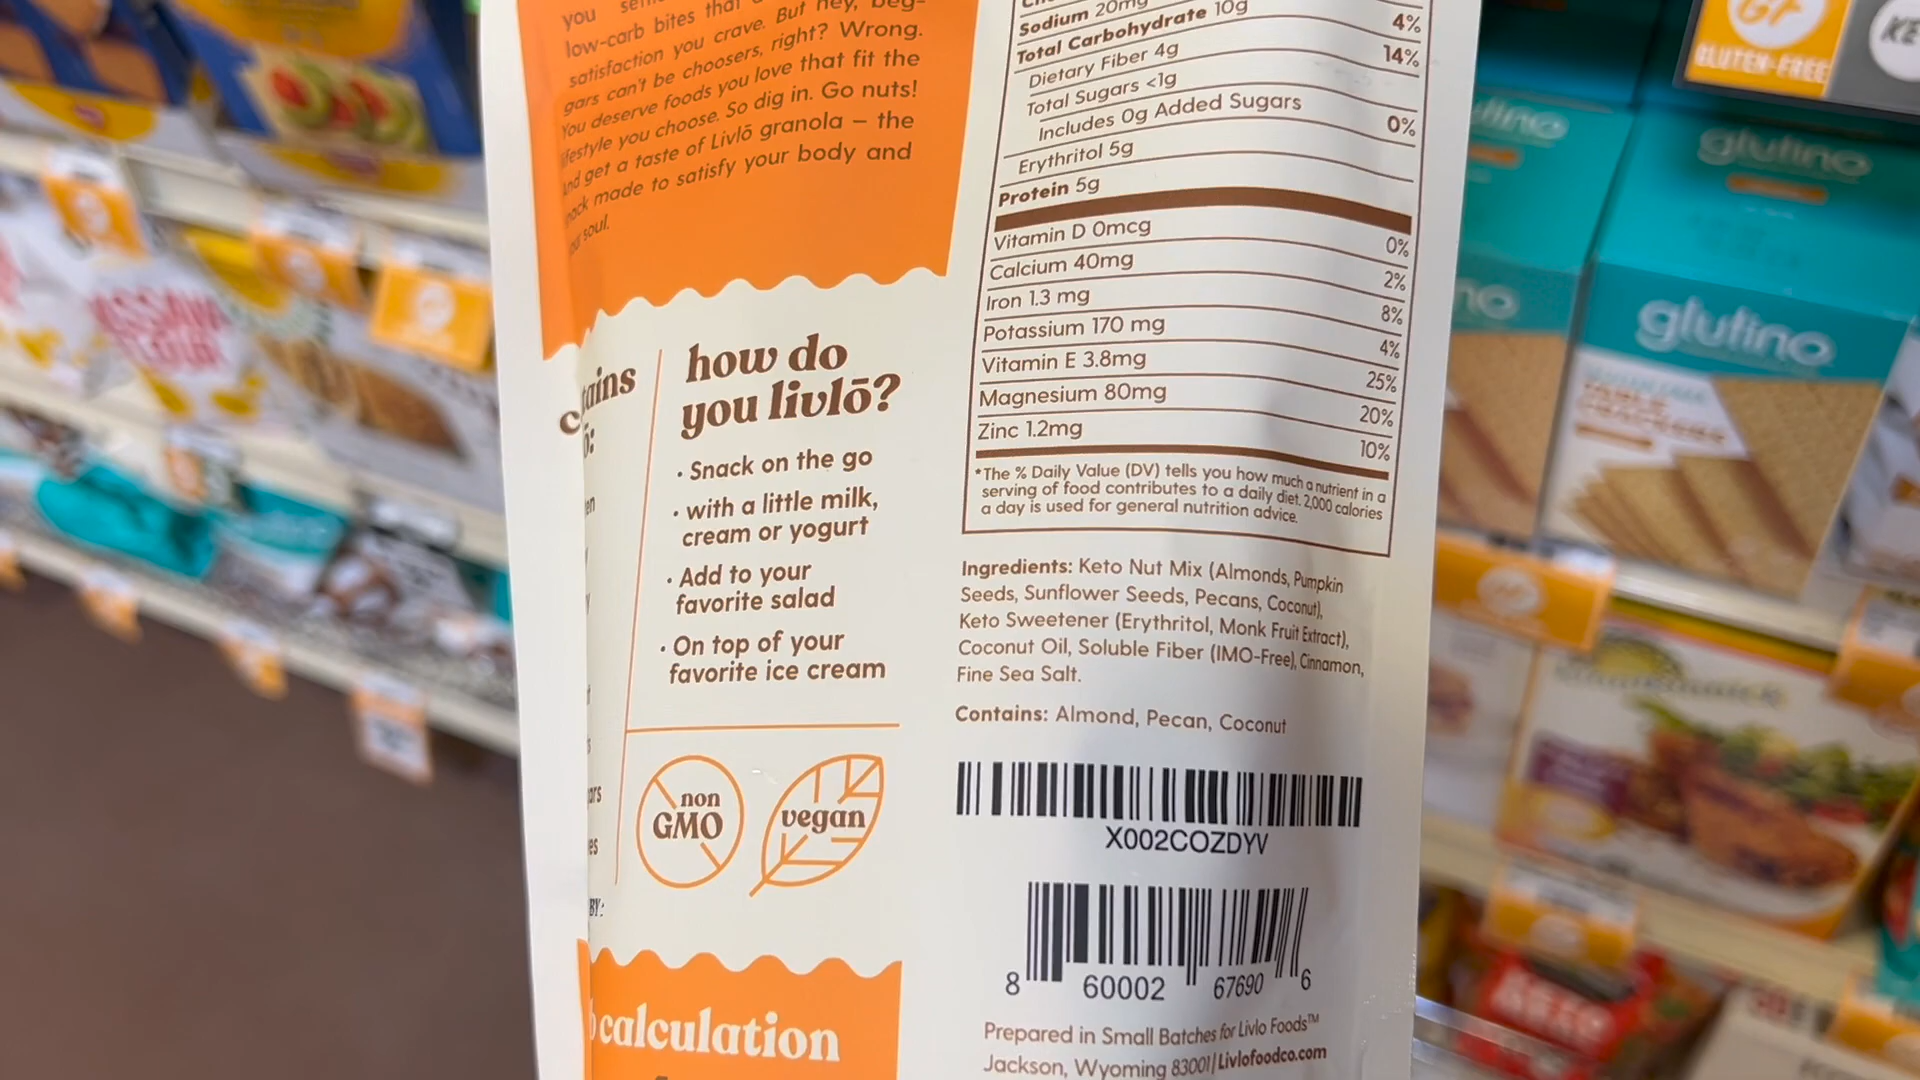 you
low-carb bites that
satisfaction you crave. But hey, beg-
gars can't be choosers, right? Wrong.
You deserve foods you love that fit the
lifestyle you choose. So dig in. Go nuts!
and get a taste of Livlō granola – the
made to satisfy your body and
soul.
how do
you livlō?
· Snack on the go
· with a little milk,
cream or yogurt
· Add to your
favorite salad
· On top of your
favorite ice cream
non
GMO
vegan
BY:
calculation
Sodium 20mg
Total Carbohydrate 10g 4%
Dietary Fiber 4g 14%
Total Sugars <1g
Includes 0g Added Sugars 0%
Erythritol 5g
Protein 5g
Vitamin D 0mcg 0%
Calcium 40mg 2%
Iron 1.3 mg 8%
Potassium 170 mg 4%
Vitamin E 3.8mg 25%
Magnesium 80mg 20%
Zinc 1.2mg 10%
*The % Daily Value (DV) tells you how much a nutrient in a
serving of food contributes to a daily diet. 2,000 calories
a day is used for general nutrition advice.
Ingredients: Keto Nut Mix (Almonds, Pumpkin
Seeds, Sunflower Seeds, Pecans, Coconut),
Keto Sweetener (Erythritol, Monk Fruit Extract),
Coconut Oil, Soluble Fiber (IMO-Free), Cinnamon,
Fine Sea Salt.
Contains: Almond, Pecan, Coconut
X002COZDYV
8 60002 67690 6
Prepared in Small Batches for Livlo Foods™
Jackson, Wyoming 83001|Livlofoodco.com
GF
GLUTEN-FREE
KE
glutino
glutino